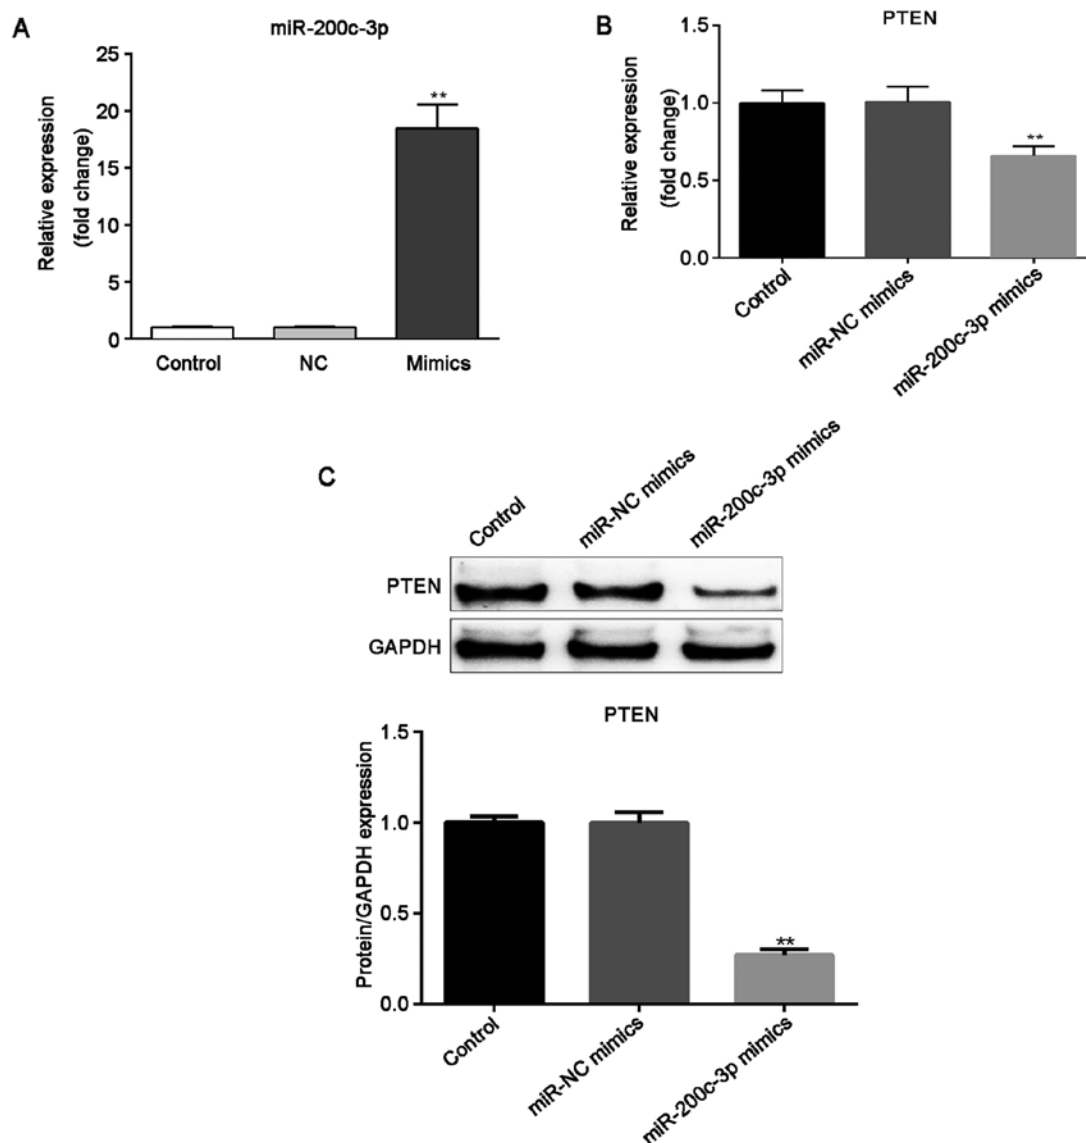 A
miR-200c-3p
Relative expression
(fold change)
25
20
15
10
5
0
**
Control NC Mimics
B
PTEN
Relative expression
(fold change)
1.5
1.0
0.5
0.0
**
Control
miR-NC mimics
miR-200c-3p mimics
C
Control
miR-NC mimics
miR-200c-3p mimics
PTEN
GAPDH
PTEN
Protein/GAPDH expression
1.5
1.0
0.5
0.0
**
Control
miR-NC mimics
miR-200c-3p mimics